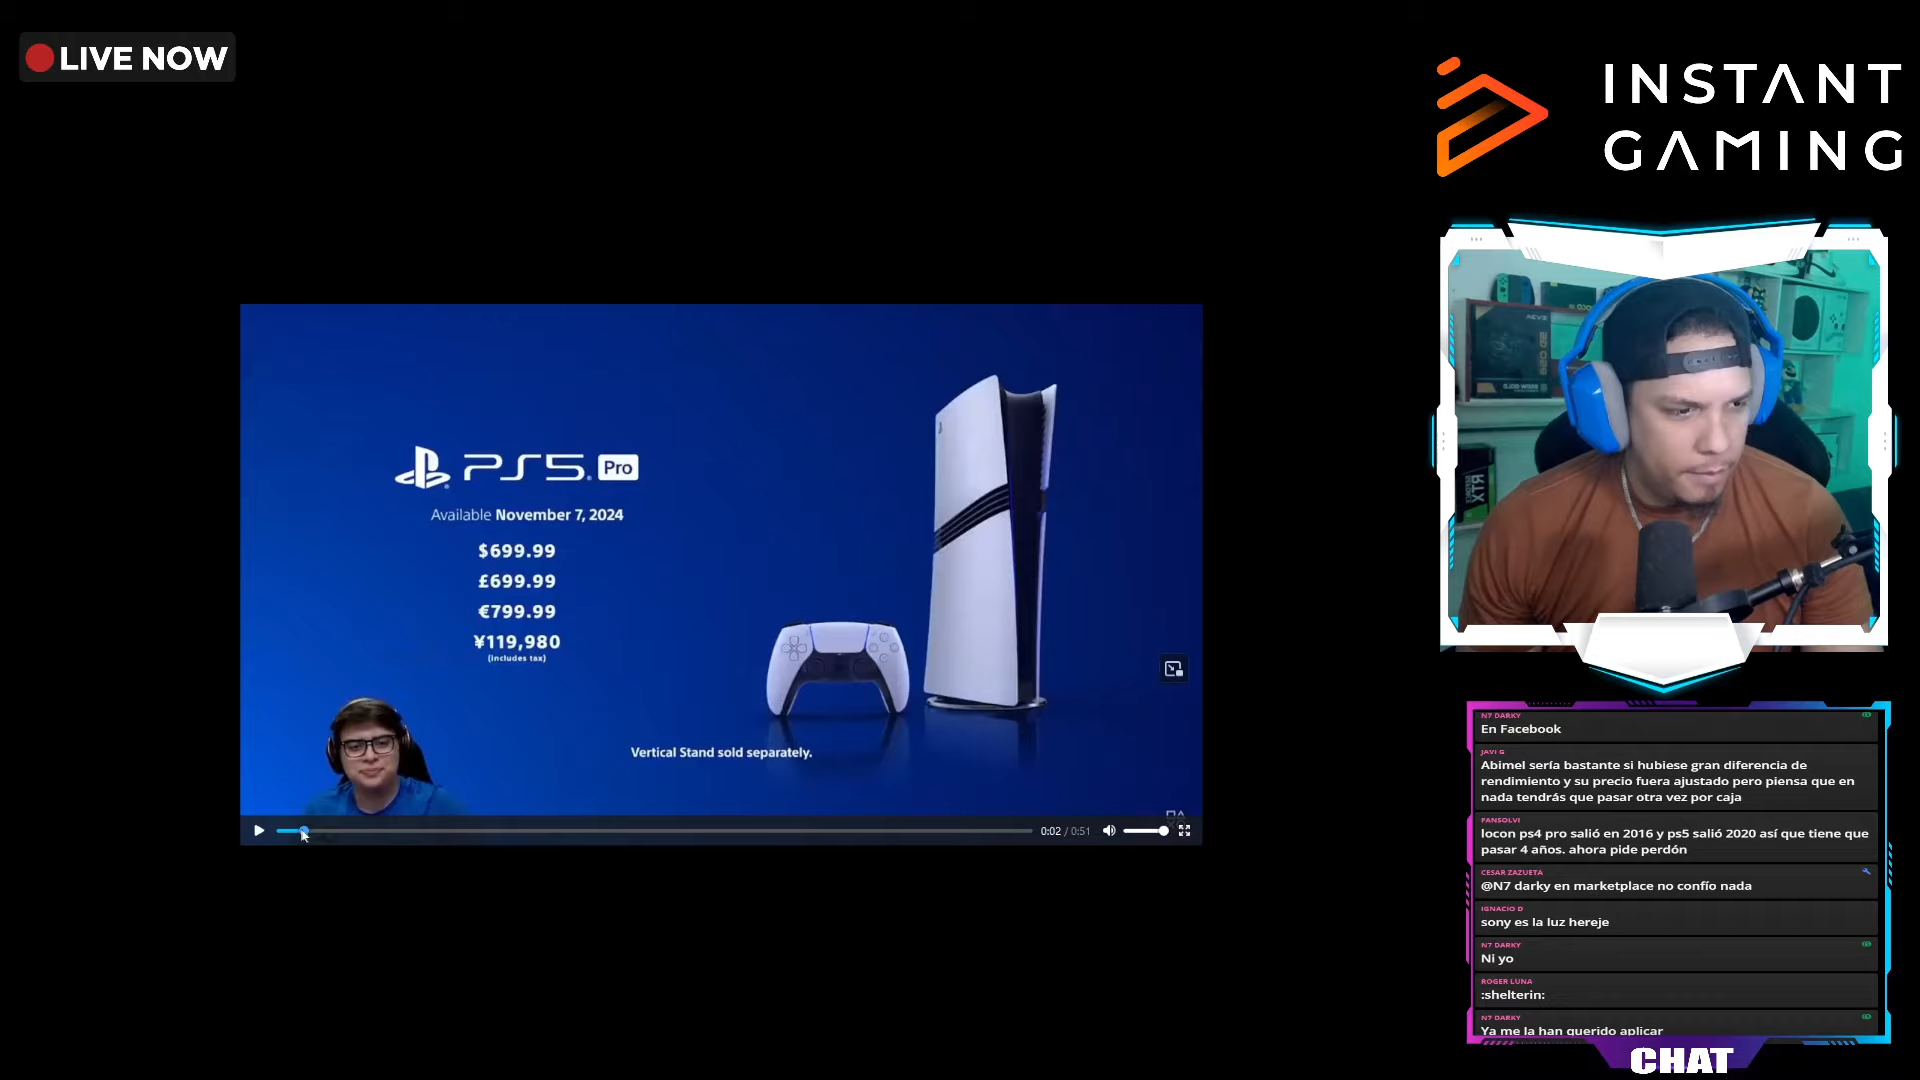 LIVE NOW
INSTANT
GAMING
PS5 Pro
Available November 7, 2024
$699.99
£699.99
€799.99
¥119,980
(includes tax)
Vertical Stand sold separately.
0:02 / 0:51
RTX
N7 DARKY
En Facebook
JAVI G
Abimel sería bastante si hubiese gran diferencia de
rendimiento y su precio fuera ajustado pero piensa que en
nada tendrás que pasar otra vez por caja
FANSOLVI
locon ps4 pro salió en 2016 y ps5 salió 2020 así que tiene que
pasar 4 años. ahora pide perdón
CESAR ZAZUETA
@N7 darky en marketplace no confío nada
IGNACIO D
sony es la luz hereje
N7 DARKY
Ni yo
ROGER LUNA
:shelterin:
N7 DARKY
Ya me la han querido aplicar
CHAT